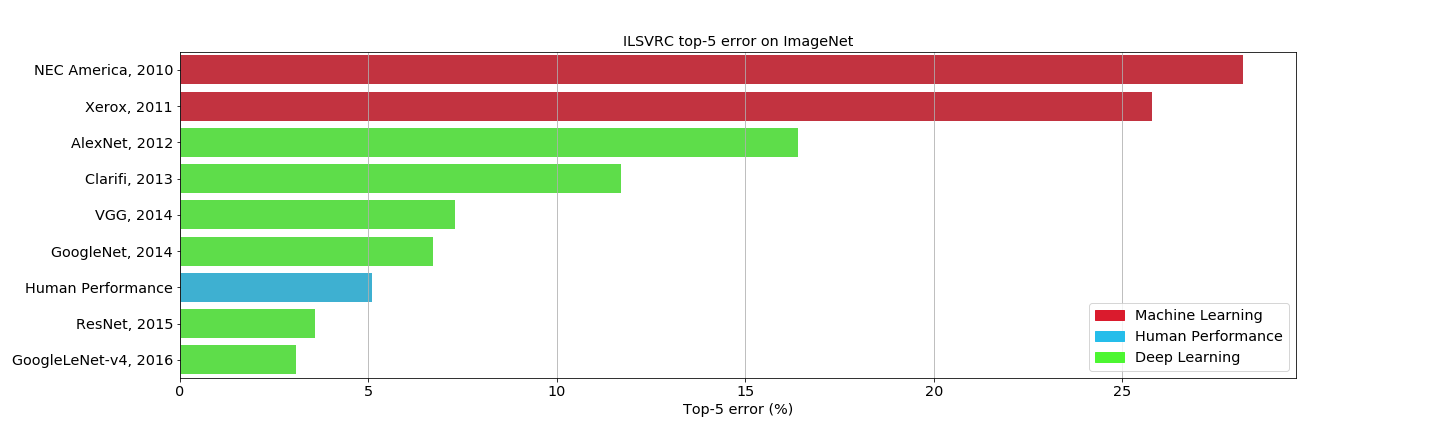 ILSVRC top-5 error on ImageNet
NEC America, 2010
Xerox, 2011
AlexNet, 2012
Clarifi, 2013
VGG, 2014
GoogleNet, 2014
Human Performance
ResNet, 2015
GoogleLeNet-v4, 2016
Machine Learning
Human Performance
Deep Learning
0 5 10 15 20 25
Top-5 error (%)